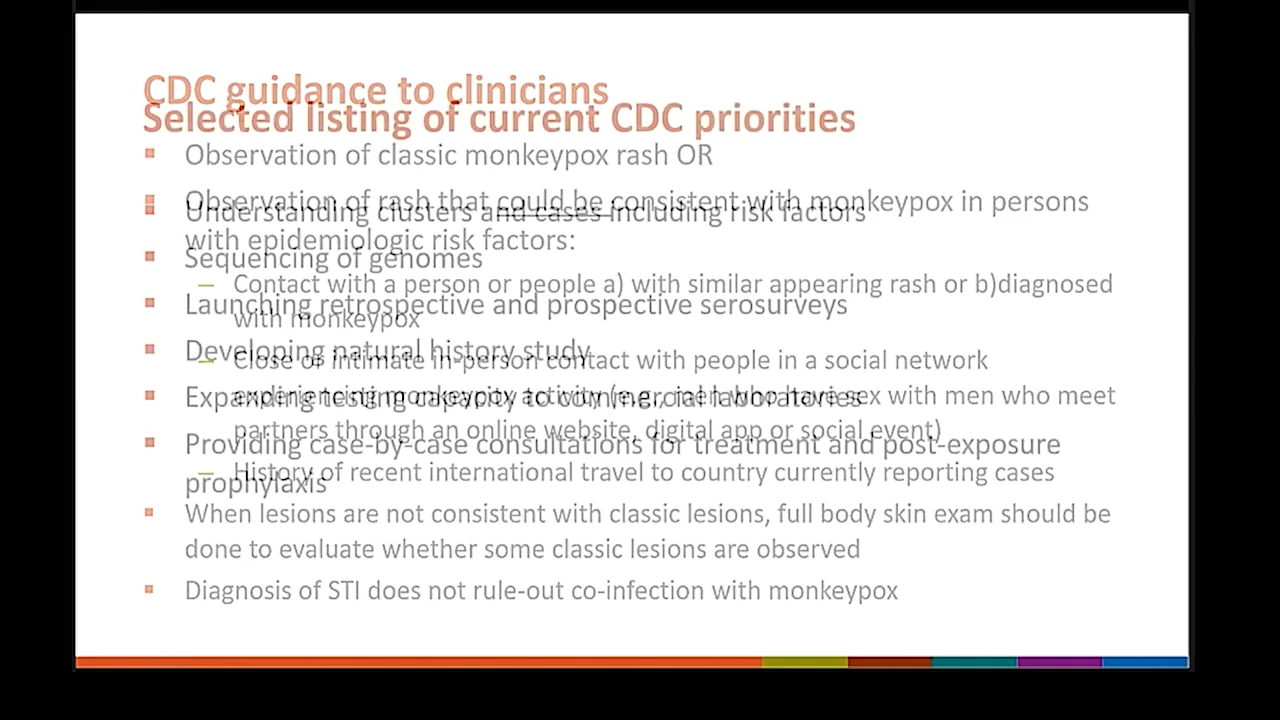 CDC guidance to clinicians
Observation of classic monkeypox rash OR
Observation of rash that could be consistent with monkeypox in persons
with epidemiologic risk factors:
Contact with a person or people a) with similar appearing rash or b)diagnosed
with monkeypox
Close or intimate in-person contact with people in a social network
experiencing monkeypox activity (e.g., men who have sex with men who meet
partners through an online website, digital app or social event)
History of recent international travel to country currently reporting cases
When lesions are not consistent with classic lesions, full body skin exam should be
done to evaluate whether some classic lesions are observed
Diagnosis of STI does not rule-out co-infection with monkeypox
Selected listing of current CDC priorities
Understanding clusters and cases including risk factors
Sequencing of genomes
Launching retrospective and prospective serosurveys
Developing natural history study
Expanding testing capacity to commercial laboratories
Providing case-by-case consultations for treatment and post-exposure
prophylaxis